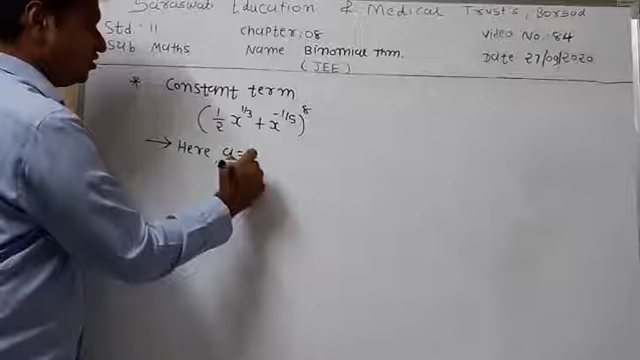 Saraswati Education & Medical Trust's, Borsad
Std : 11 chapter : 08 Video No : 84
Sub Maths Name Binomial Thm. Date 27/09/2020
(JEE)
* Constant term
(1/2 x^1/3 + x^-1/5)^8
→ Here, a =